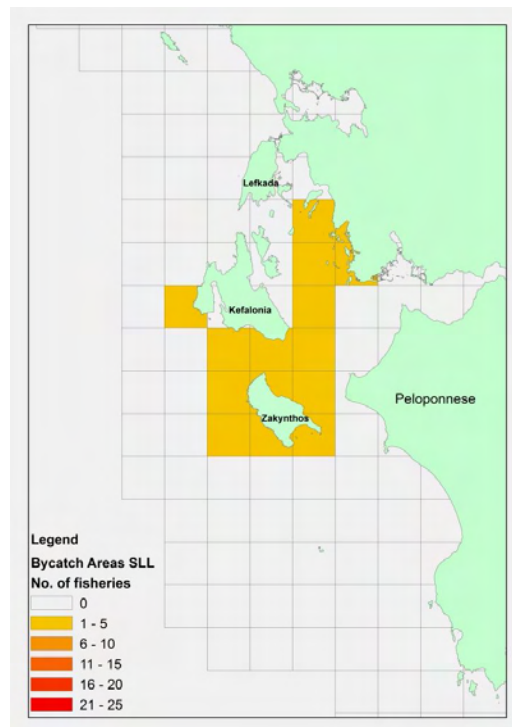 Lefkada
Kefalonia
Peloponnese
Zakynthos
Legend
Bycatch Areas SLL
No. of fisheries
0
1 - 5
6 - 10
11 - 15
16 - 20
21 - 25